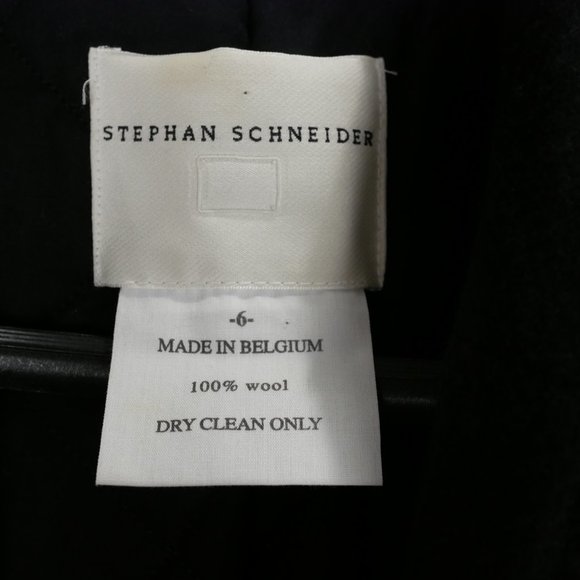 STEPHAN SCHNEIDER
-6-
MADE IN BELGIUM
100% wool
DRY CLEAN ONLY